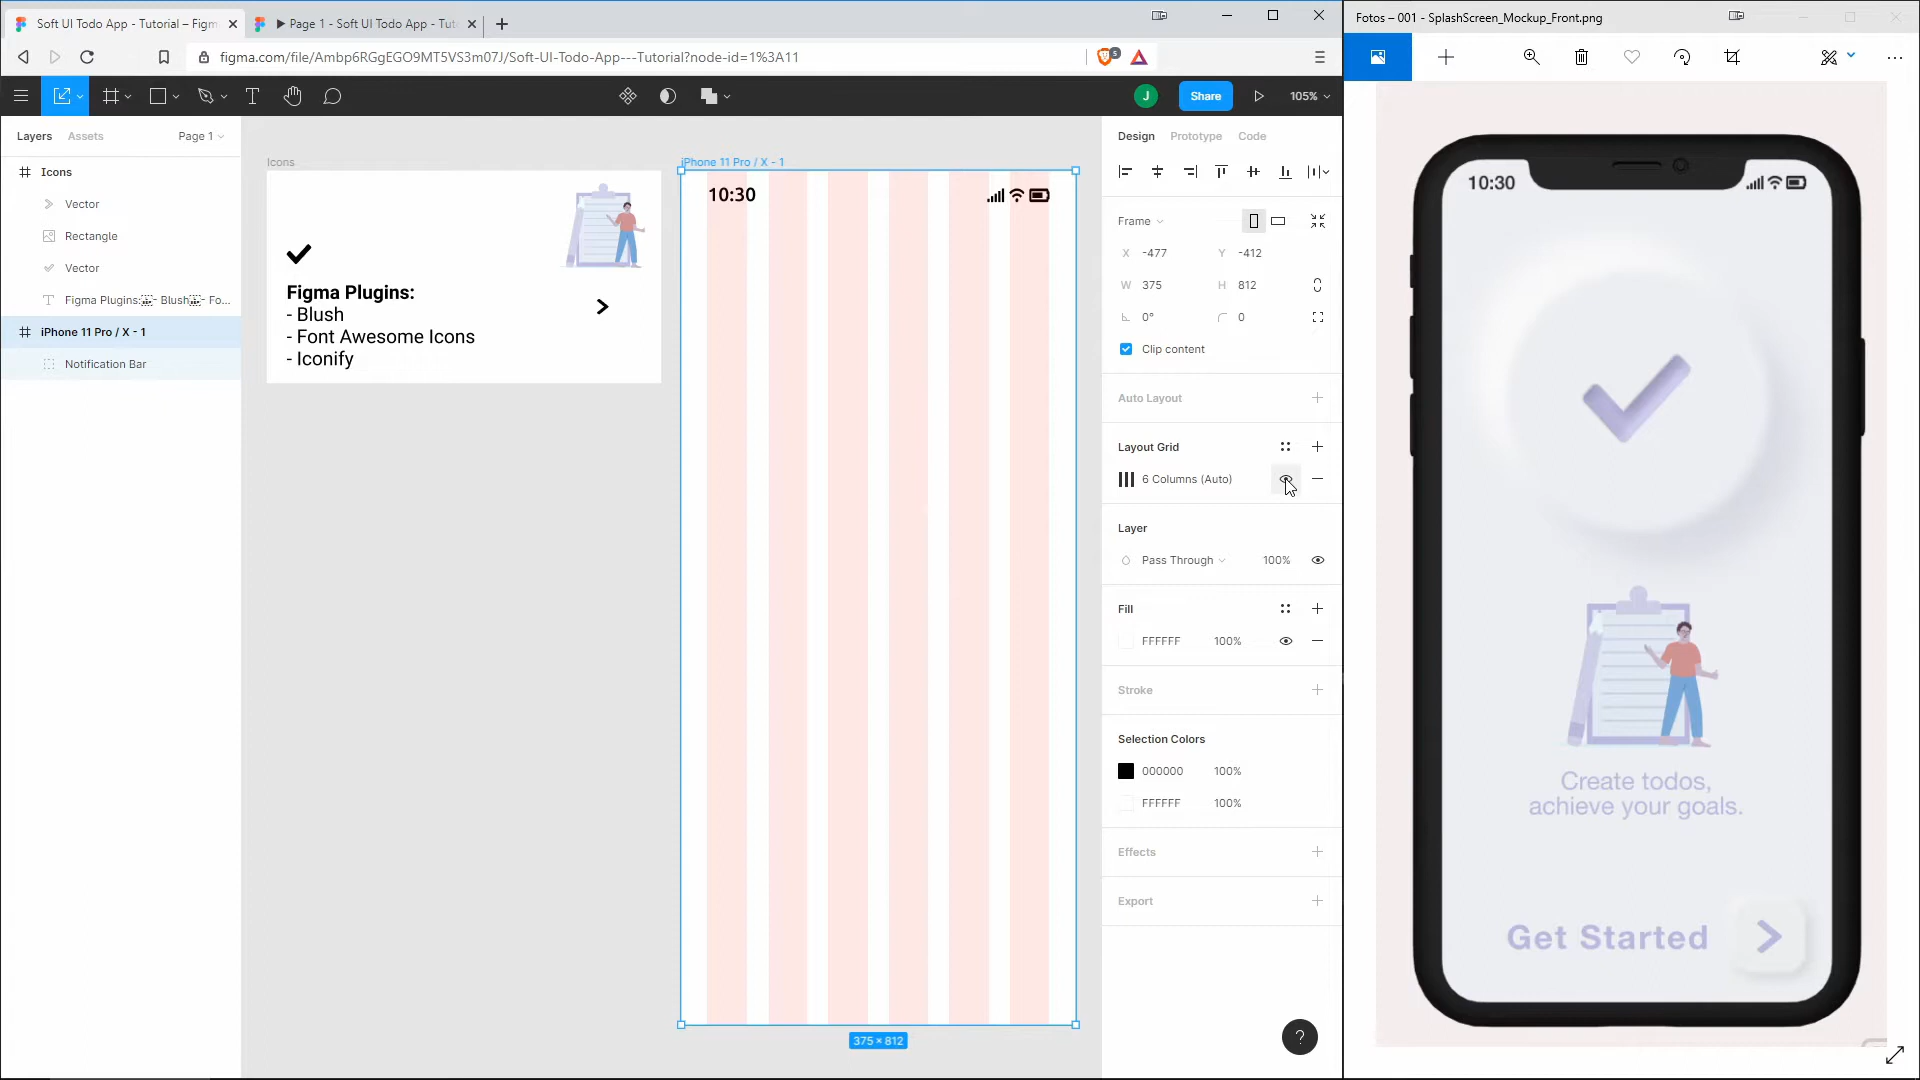 Soft UI Todo App - Tutorial – Figm
Page 1 - Soft UI Todo App - Tut
figma.com/file/Ambp6RGgEGO9MT5VS3m07J/Soft-UI-Todo-App---Tutorial?node-id=1%3A11
5
J
Share
105%
Layers
Assets
Page 1
Icons
Vector
Rectangle
Vector
Figma Plugins: - Blush - Fo...
iPhone 11 Pro / X - 1
Notification Bar
Icons
Figma Plugins:
- Blush
- Font Awesome Icons
- Iconify
iPhone 11 Pro / X - 1
10:30
375 × 812
Design
Prototype
Code
Frame
X -477
Y -412
W 375
H 812
0°
0
Clip content
Auto Layout
Layout Grid
6 Columns (Auto)
Layer
Pass Through
100%
Fill
FFFFFF
100%
Stroke
Selection Colors
000000
100%
FFFFFF
100%
Effects
Export
?
Fotos – 001 - SplashScreen_Mockup_Front.png
10:30
Create todos,
achieve your goals.
Get Started